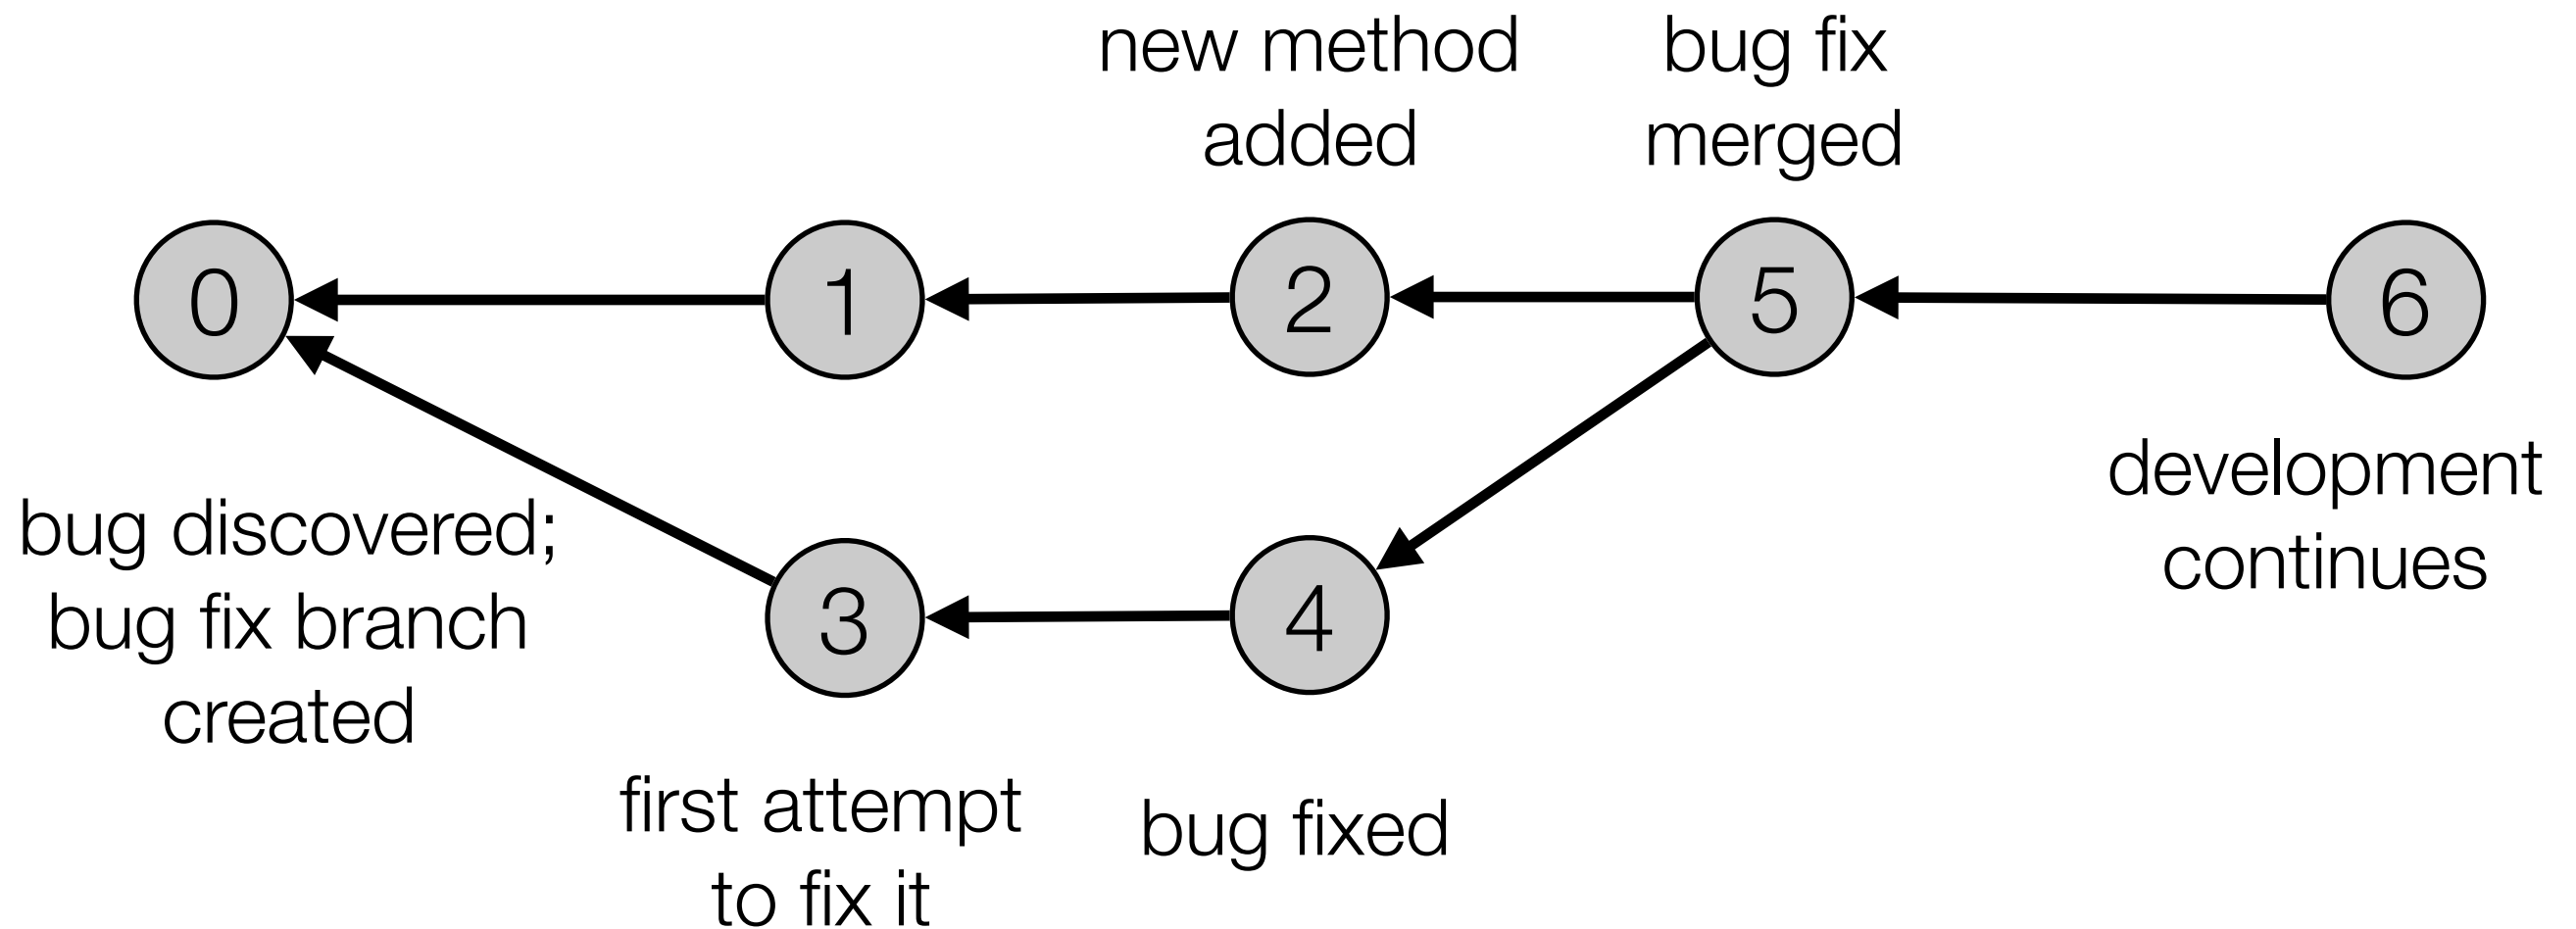 new method
added
bug fix
merged
0
1
2
5
6
bug discovered;
bug fix branch
created
3
4
development
continues
first attempt
to fix it
bug fixed